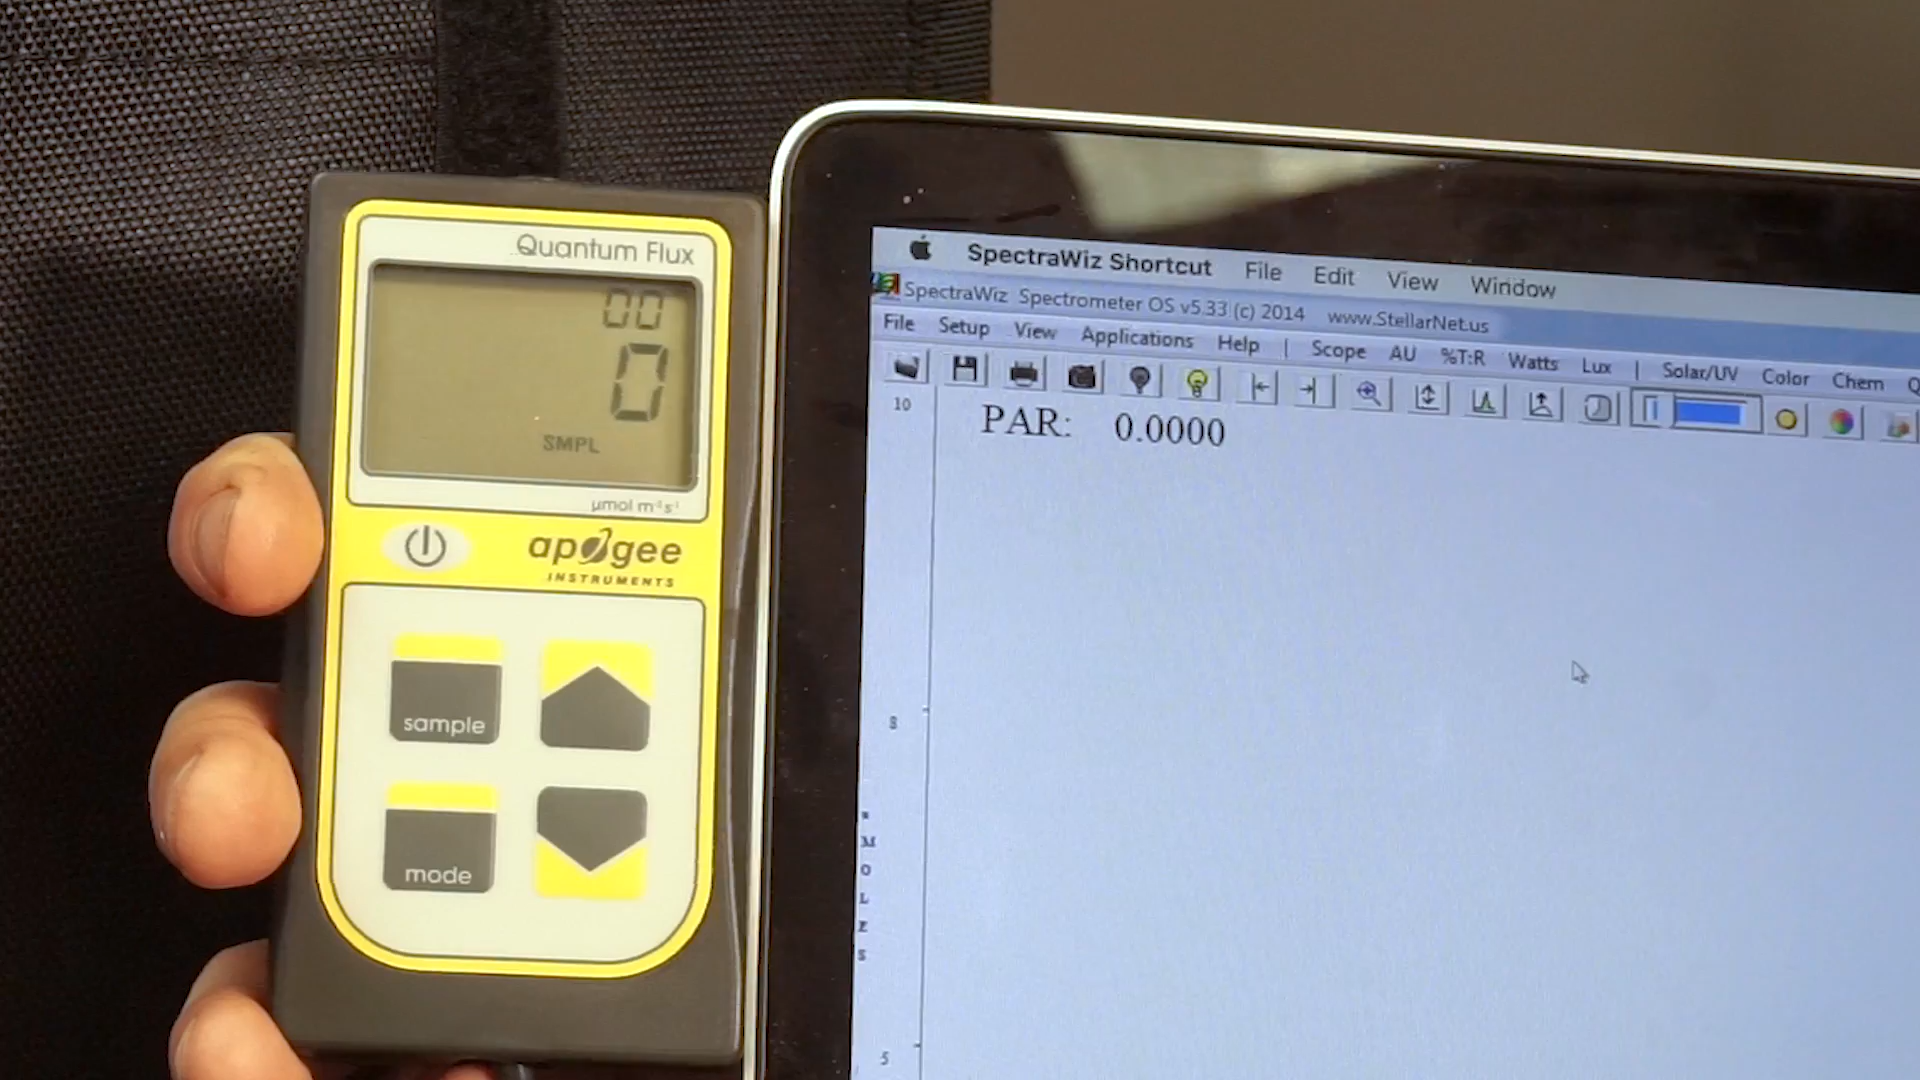 Quantum Flux
00
0
SMPL
µmol m⁻²s⁻¹
apogee
INSTRUMENTS
sample
mode
SpectraWiz Shortcut File Edit View Window
SpectraWiz Spectrometer OS v5.33 (c) 2014 www.StellarNet.us
File Setup View Applications Help | Scope AU %T:R Watts Lux | Solar/UV Color Chem
10
PAR: 0.0000
8
M
O
L
E
S
5